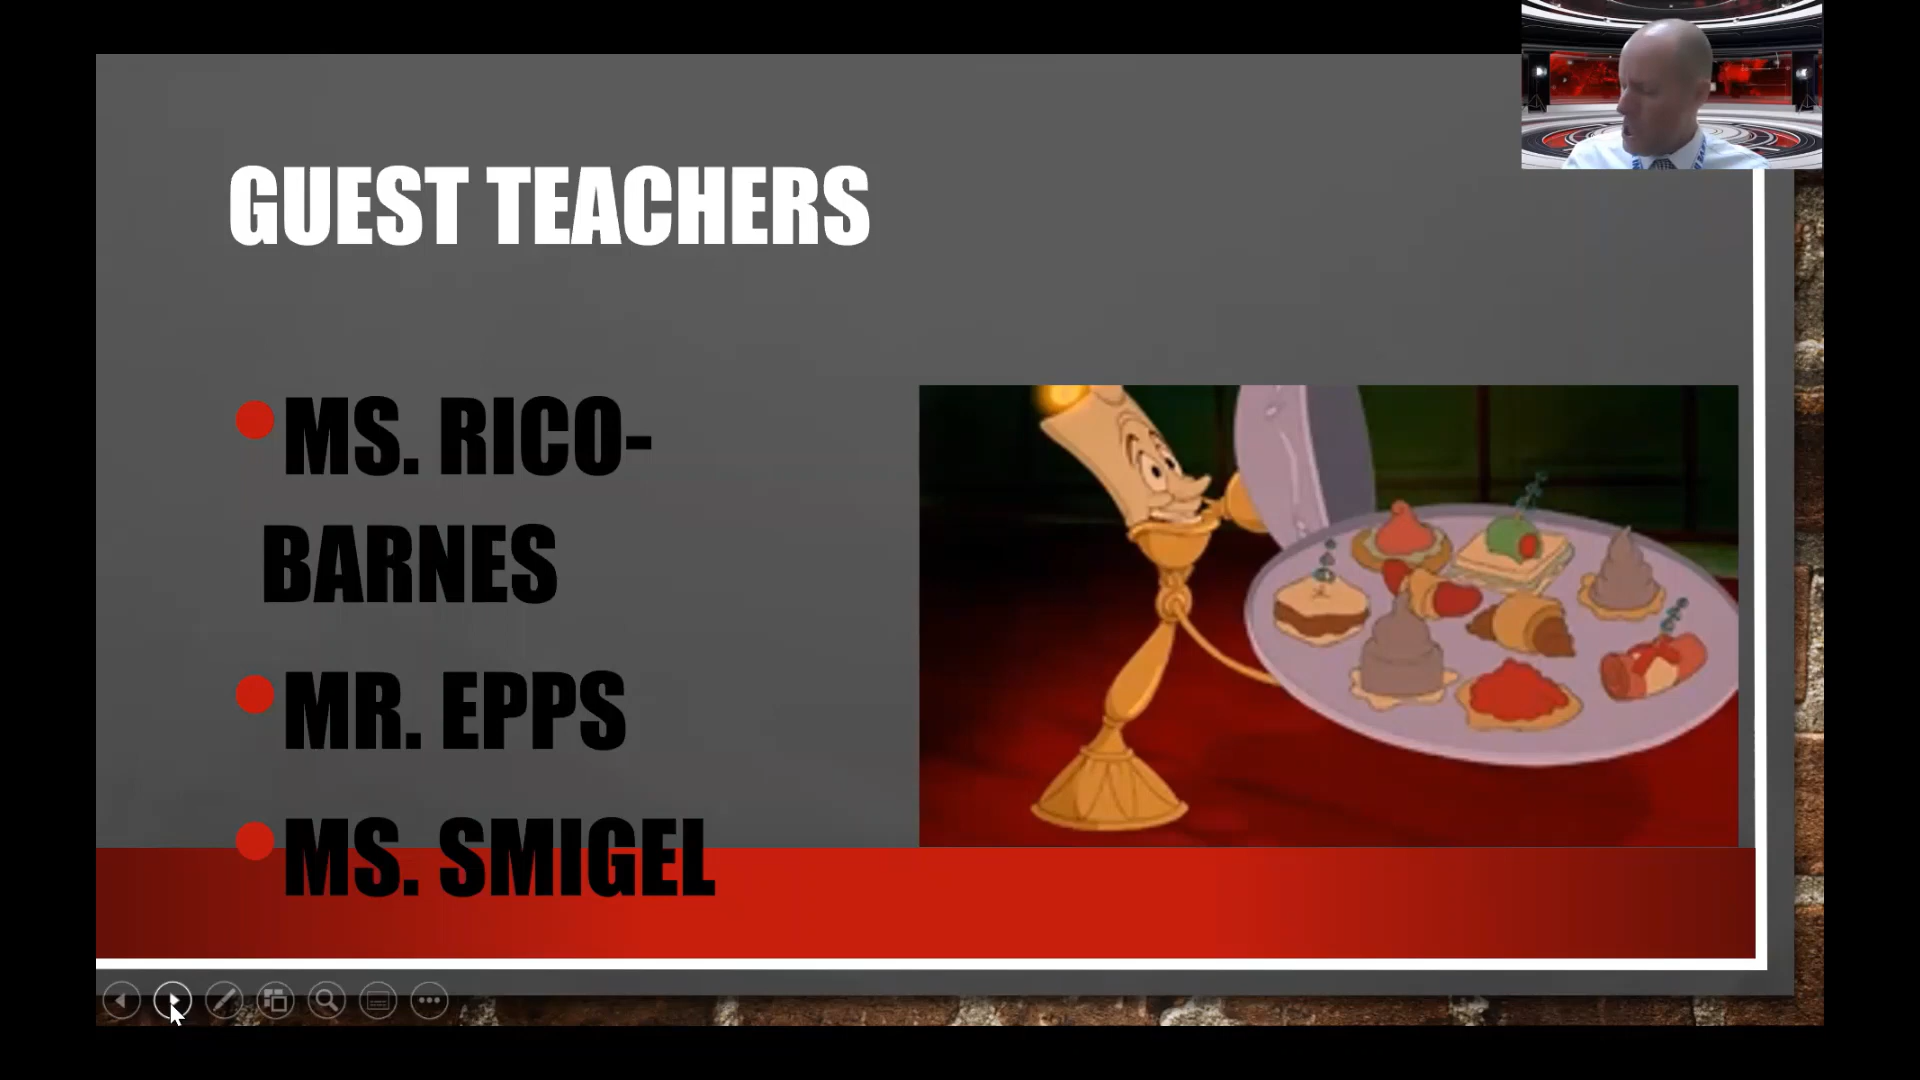 GUEST TEACHERS
MS. RICO-
BARNES
MR. EPPS
MS. SMIGEL